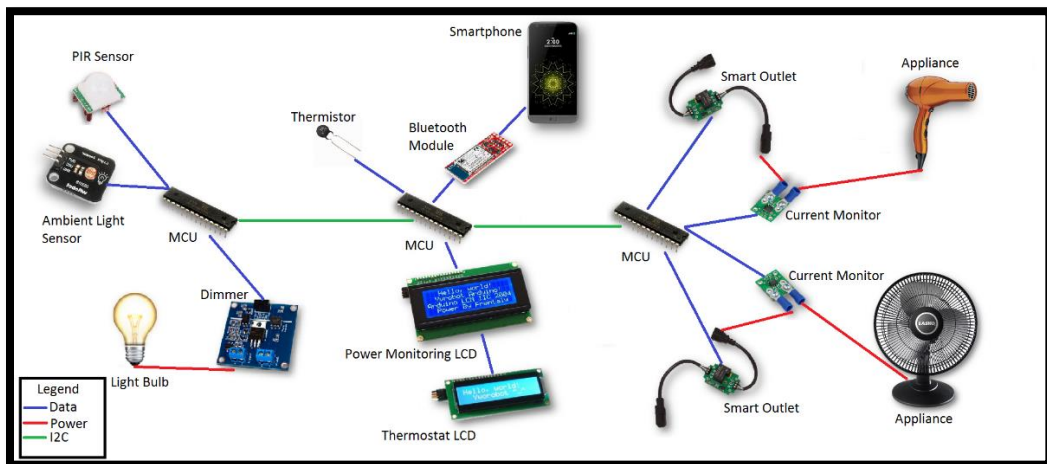 Smartphone
PIR Sensor
Smart Outlet
Appliance
Thermistor
Bluetooth
Module
2:40
Ambient Light
Sensor
MCU
MCU
MCU
Current Monitor
Current Monitor
Dimmer
Hello, world!
Power Monitoring LCD
Light Bulb
Legend
Data
Power
I2C
Hello, world!
Thermostat LCD
Smart Outlet
Appliance